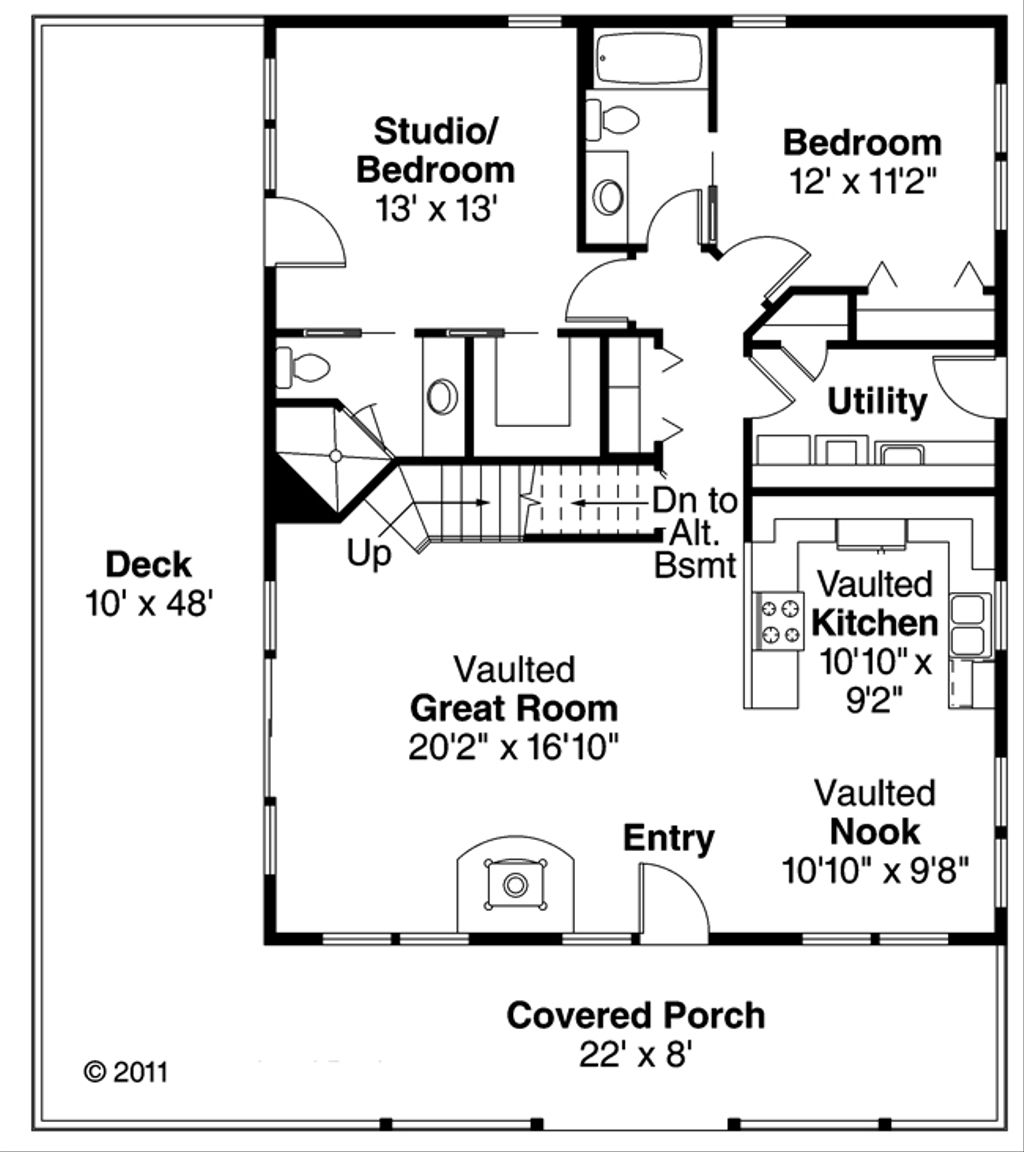 Studio/
Bedroom
13' x 13'
Bedroom
12' x 11'2"
Utility
Up
Dn to
Alt.
Bsmt
Deck
10' x 48'
Vaulted
Kitchen
10'10" x
9'2"
Vaulted
Great Room
20'2" x 16'10"
Vaulted
Nook
10'10" x 9'8"
Entry
Covered Porch
22' x 8'
© 2011